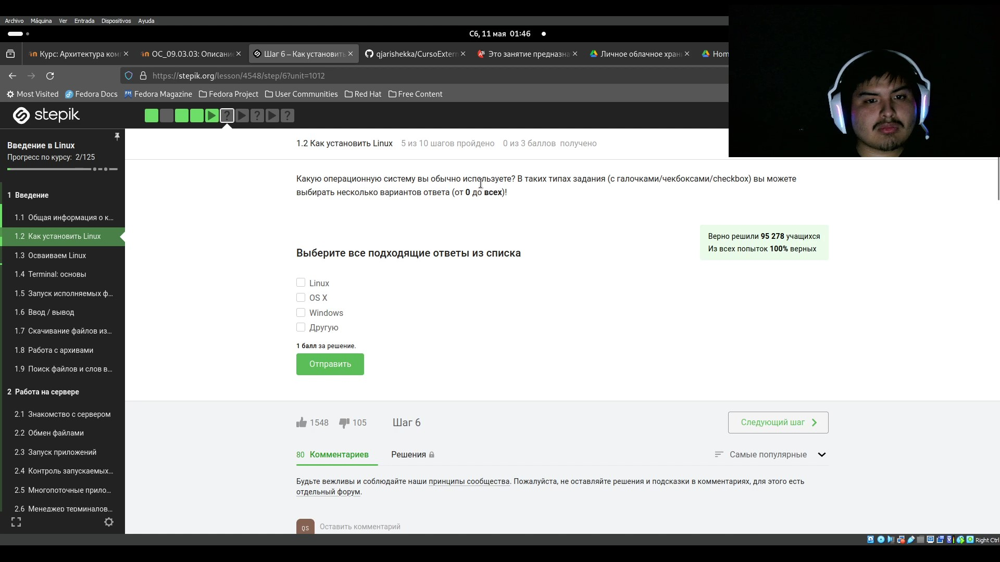 Archivo Máquina Ver Entrada Dispositivos Ayuda
Сб, 11 мая 01:46
Курс: Архитектура ком
ОС_09.03.03: Описание
Шаг 6 – Как установить
qjarishekka/CursoExtern
Это занятие предназна
Личное облачное хран
Hom
https://stepik.org/lesson/4548/step/6?unit=1012
Most Visited Fedora Docs Fedora Magazine Fedora Project User Communities Red Hat Free Content
stepik
Введение в Linux
Прогресс по курсу: 2/125
1 Введение
1.1 Общая информация о к...
1.2 Как установить Linux
1.3 Осваиваем Linux
1.4 Terminal: основы
1.5 Запуск исполняемых ф...
1.6 Ввод / вывод
1.7 Скачивание файлов из...
1.8 Работа с архивами
1.9 Поиск файлов и слов в...
2 Работа на сервере
2.1 Знакомство с сервером
2.2 Обмен файлами
2.3 Запуск приложений
2.4 Контроль запускаемых...
2.5 Многопоточные прило...
2.6 Менеджер терминалов...
1.2 Как установить Linux 5 из 10 шагов пройдено 0 из 3 баллов получено
Какую операционную систему вы обычно используете? В таких типах задания (с галочками/чекбоксами/checkbox) вы можете
выбирать несколько вариантов ответа (от 0 до всех)!
Верно решили 95 278 учащихся
Из всех попыток 100% верных
Выберите все подходящие ответы из списка
Linux
OS X
Windows
Другую
1 балл за решение.
Отправить
1548 105 Шаг 6
Следующий шаг
80 Комментариев Решения
Самые популярные
Будьте вежливы и соблюдайте наши принципы сообщества. Пожалуйста, не оставляйте решения и подсказки в комментариях, для этого есть
отдельный форум.
QS
Оставить комментарий
Right Ctrl